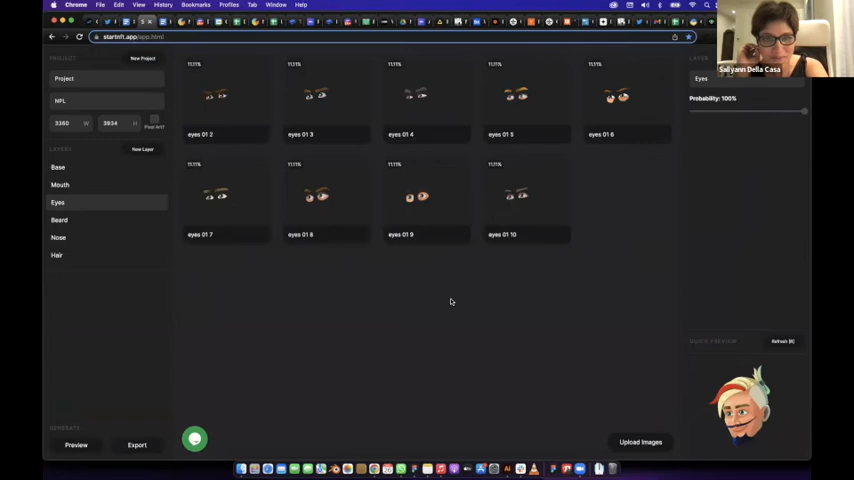 Chrome File Edit View History Bookmarks Profiles Tab Window Help
startnft.app/app.html
Sallyann Della Casa
PROJECT
New Project
Project
NPL
3360 W 3934 H Pixel Art?
LAYERS
New Layer
Base
Mouth
Eyes
Beard
Nose
Hair
GENERATE
Preview Export
11.11% 11.11% 11.11% 11.11% 11.11%
eyes 01 2 eyes 01 3 eyes 01 4 eyes 01 5 eyes 01 6
11.11% 11.11% 11.11% 11.11%
eyes 01 7 eyes 01 8 eyes 01 9 eyes 01 10
Upload Images
LAYER
Eyes
Probability: 100%
QUICK PREVIEW
Refresh [R]